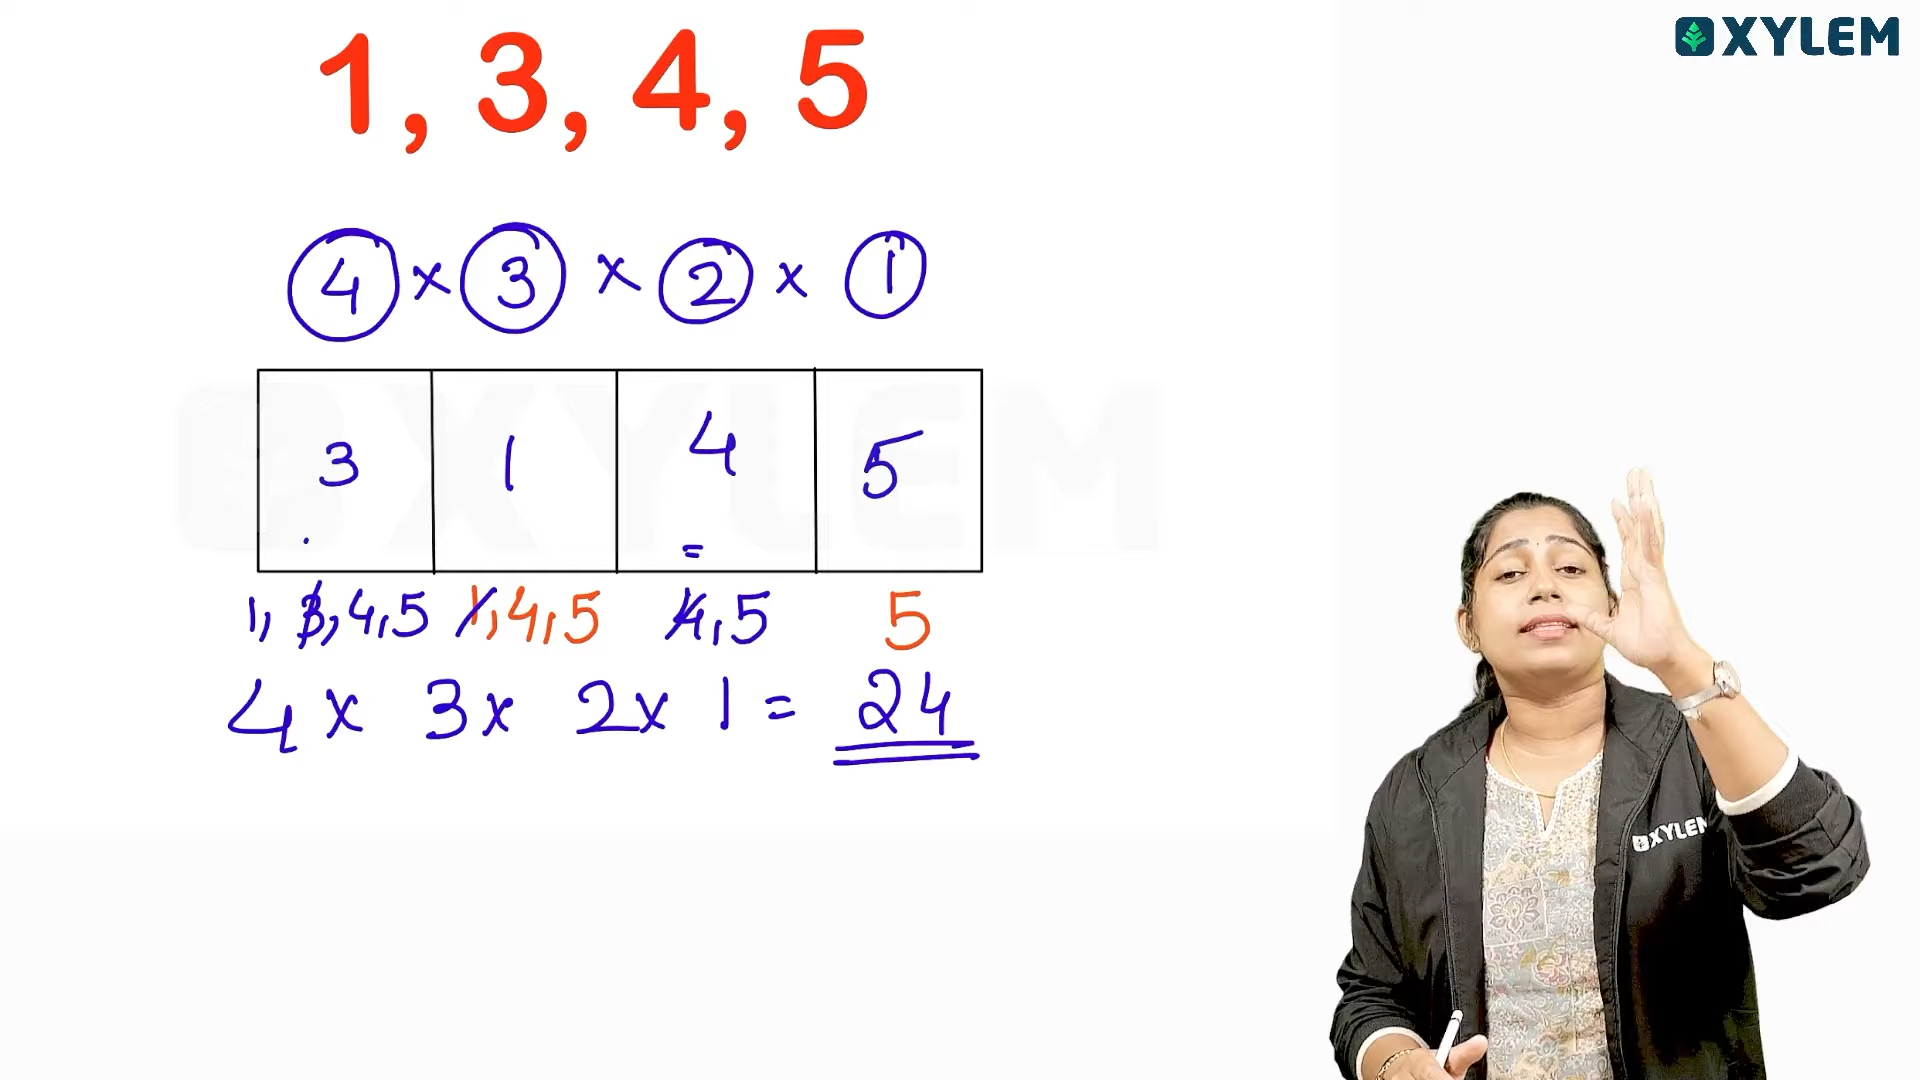 XYLEM
1, 3, 4, 5
4 x 3 x 2 x 1
3 1 4 5
=
1, 3, 4, 5 1, 4, 5 4, 5 5
4 x 3 x 2 x 1 = 24
XYLEM
XYLEM